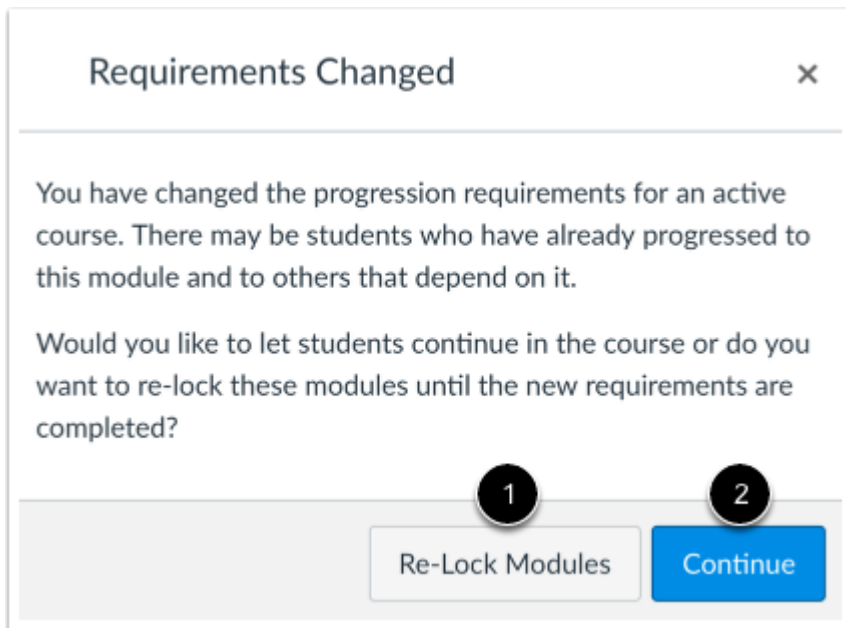 Requirements Changed ×
You have changed the progression requirements for an active
course. There may be students who have already progressed to
this module and to others that depend on it.
Would you like to let students continue in the course or do you
want to re-lock these modules until the new requirements are
completed?
1 2
Re-Lock Modules Continue